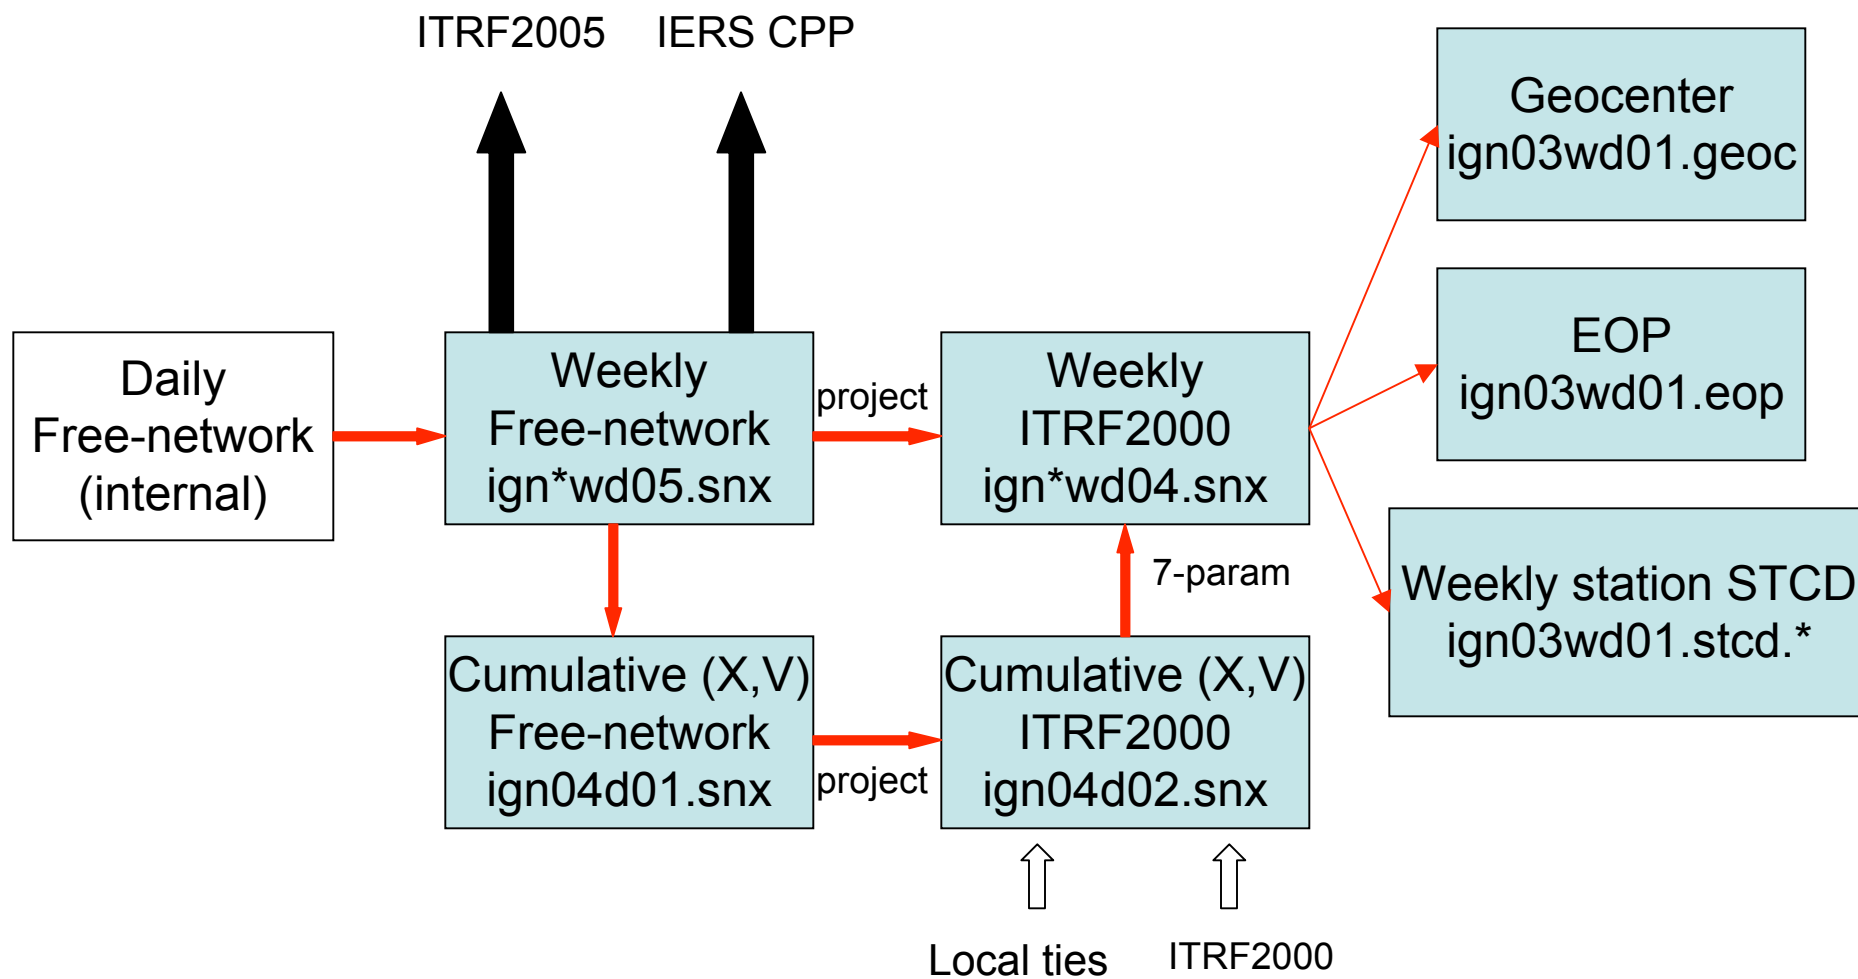 ITRF2005
IERS CPP
Geocenter
ign03wd01.geoc
EOP
ign03wd01.eop
Daily
Free-network
(internal)
Weekly
Free-network
ign*wd05.snx
project
Weekly
ITRF2000
ign*wd04.snx
7-param
Weekly station STCD
ign03wd01.stcd.*
Cumulative (X,V)
Free-network
ign04d01.snx
project
Cumulative (X,V)
ITRF2000
ign04d02.snx
Local ties
ITRF2000